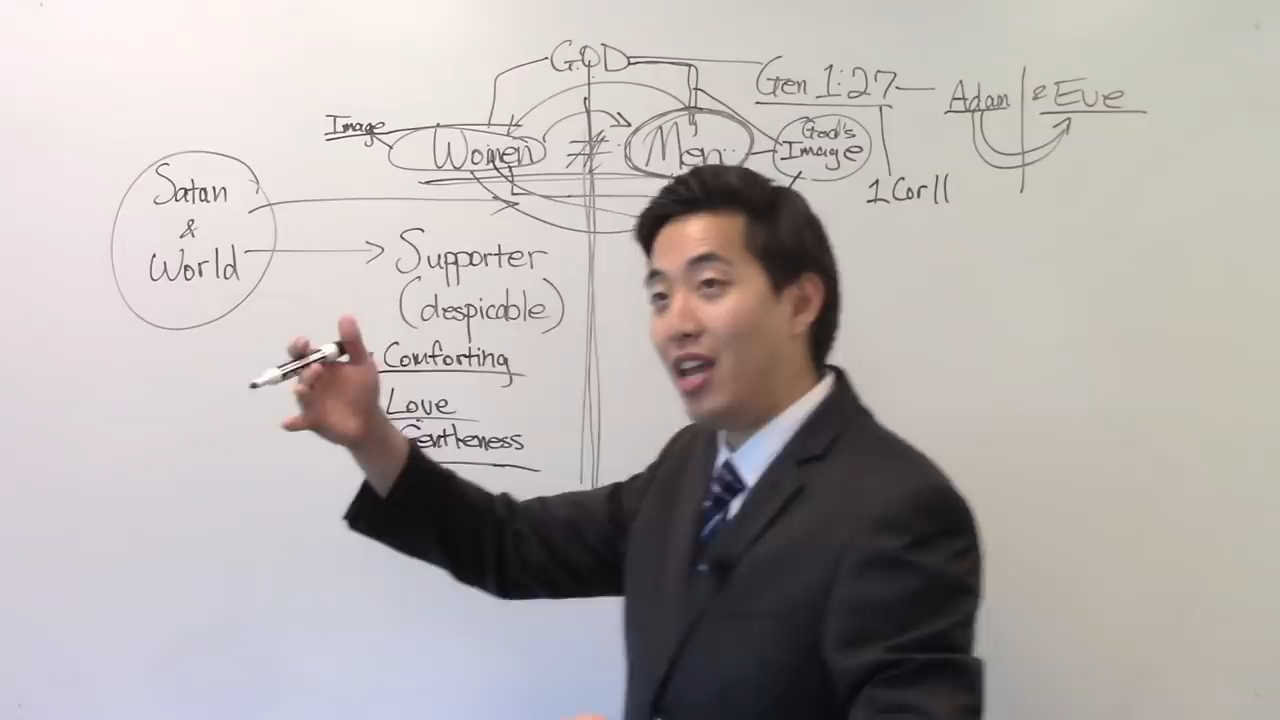 GOD
Gen 1:27
Adam & Eve
Image
Women
≠
Men
God's
Image
1 Cor 11
Satan
&
World
Supporter
(despicable)
Comforting
Love
Gentleness